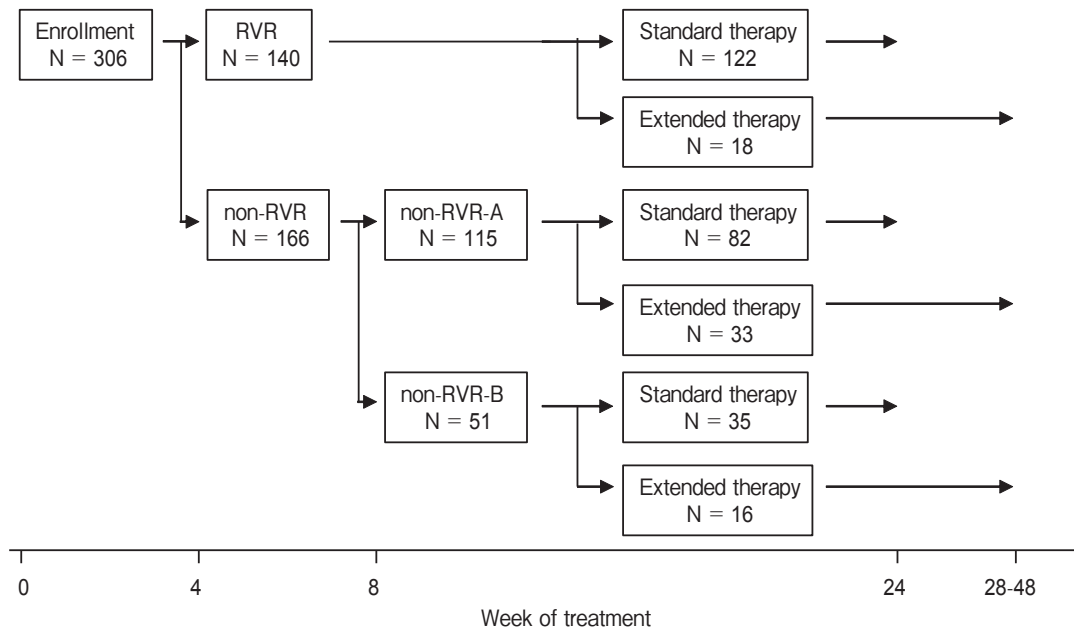 Enrollment
N = 306
RVR
N = 140
Standard therapy
N = 122
Extended therapy
N = 18
non-RVR
N = 166
non-RVR-A
N = 115
Standard therapy
N = 82
Extended therapy
N = 33
non-RVR-B
N = 51
Standard therapy
N = 35
Extended therapy
N = 16
0 4 8 24 28-48
Week of treatment